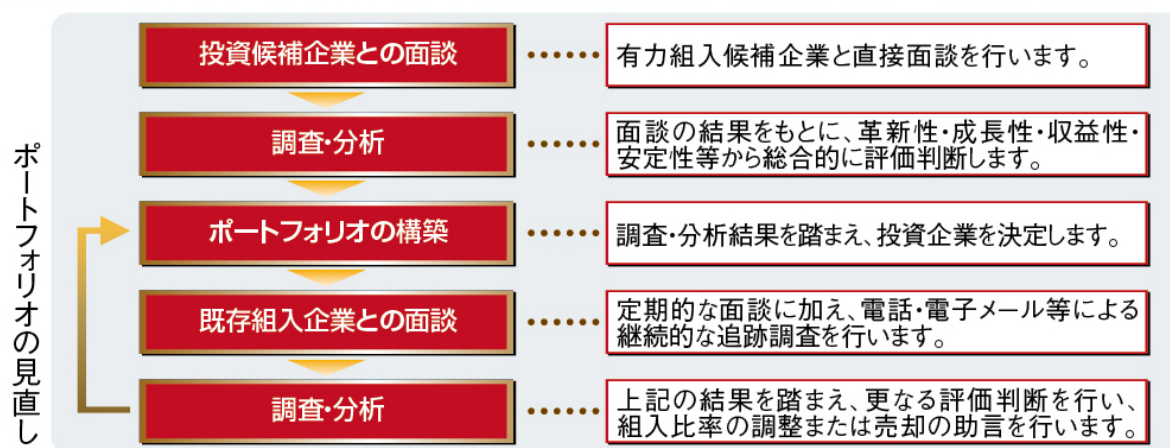 投資候補企業との面談
有力組入候補企業と直接面談を行います。
調査・分析
面談の結果をもとに、革新性・成長性・収益性・
安定性等から総合的に評価判断します。
ポートフォリオの構築
調査・分析結果を踏まえ、投資企業を決定します。
既存組入企業との面談
定期的な面談に加え、電話・電子メール等による
継続的な追跡調査を行います。
調査・分析
上記の結果を踏まえ、更なる評価判断を行い、
組入比率の調整または売却の助言を行います。
ポートフォリオの見直し